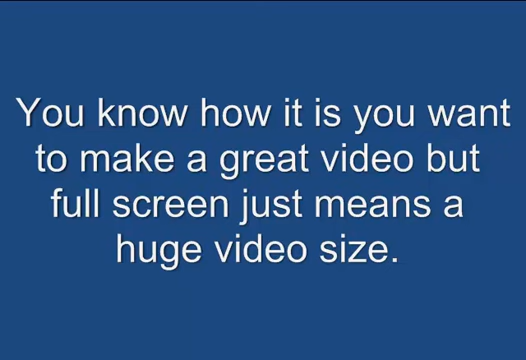 You know how it is you want
to make a great video but
full screen just means a
huge video size.